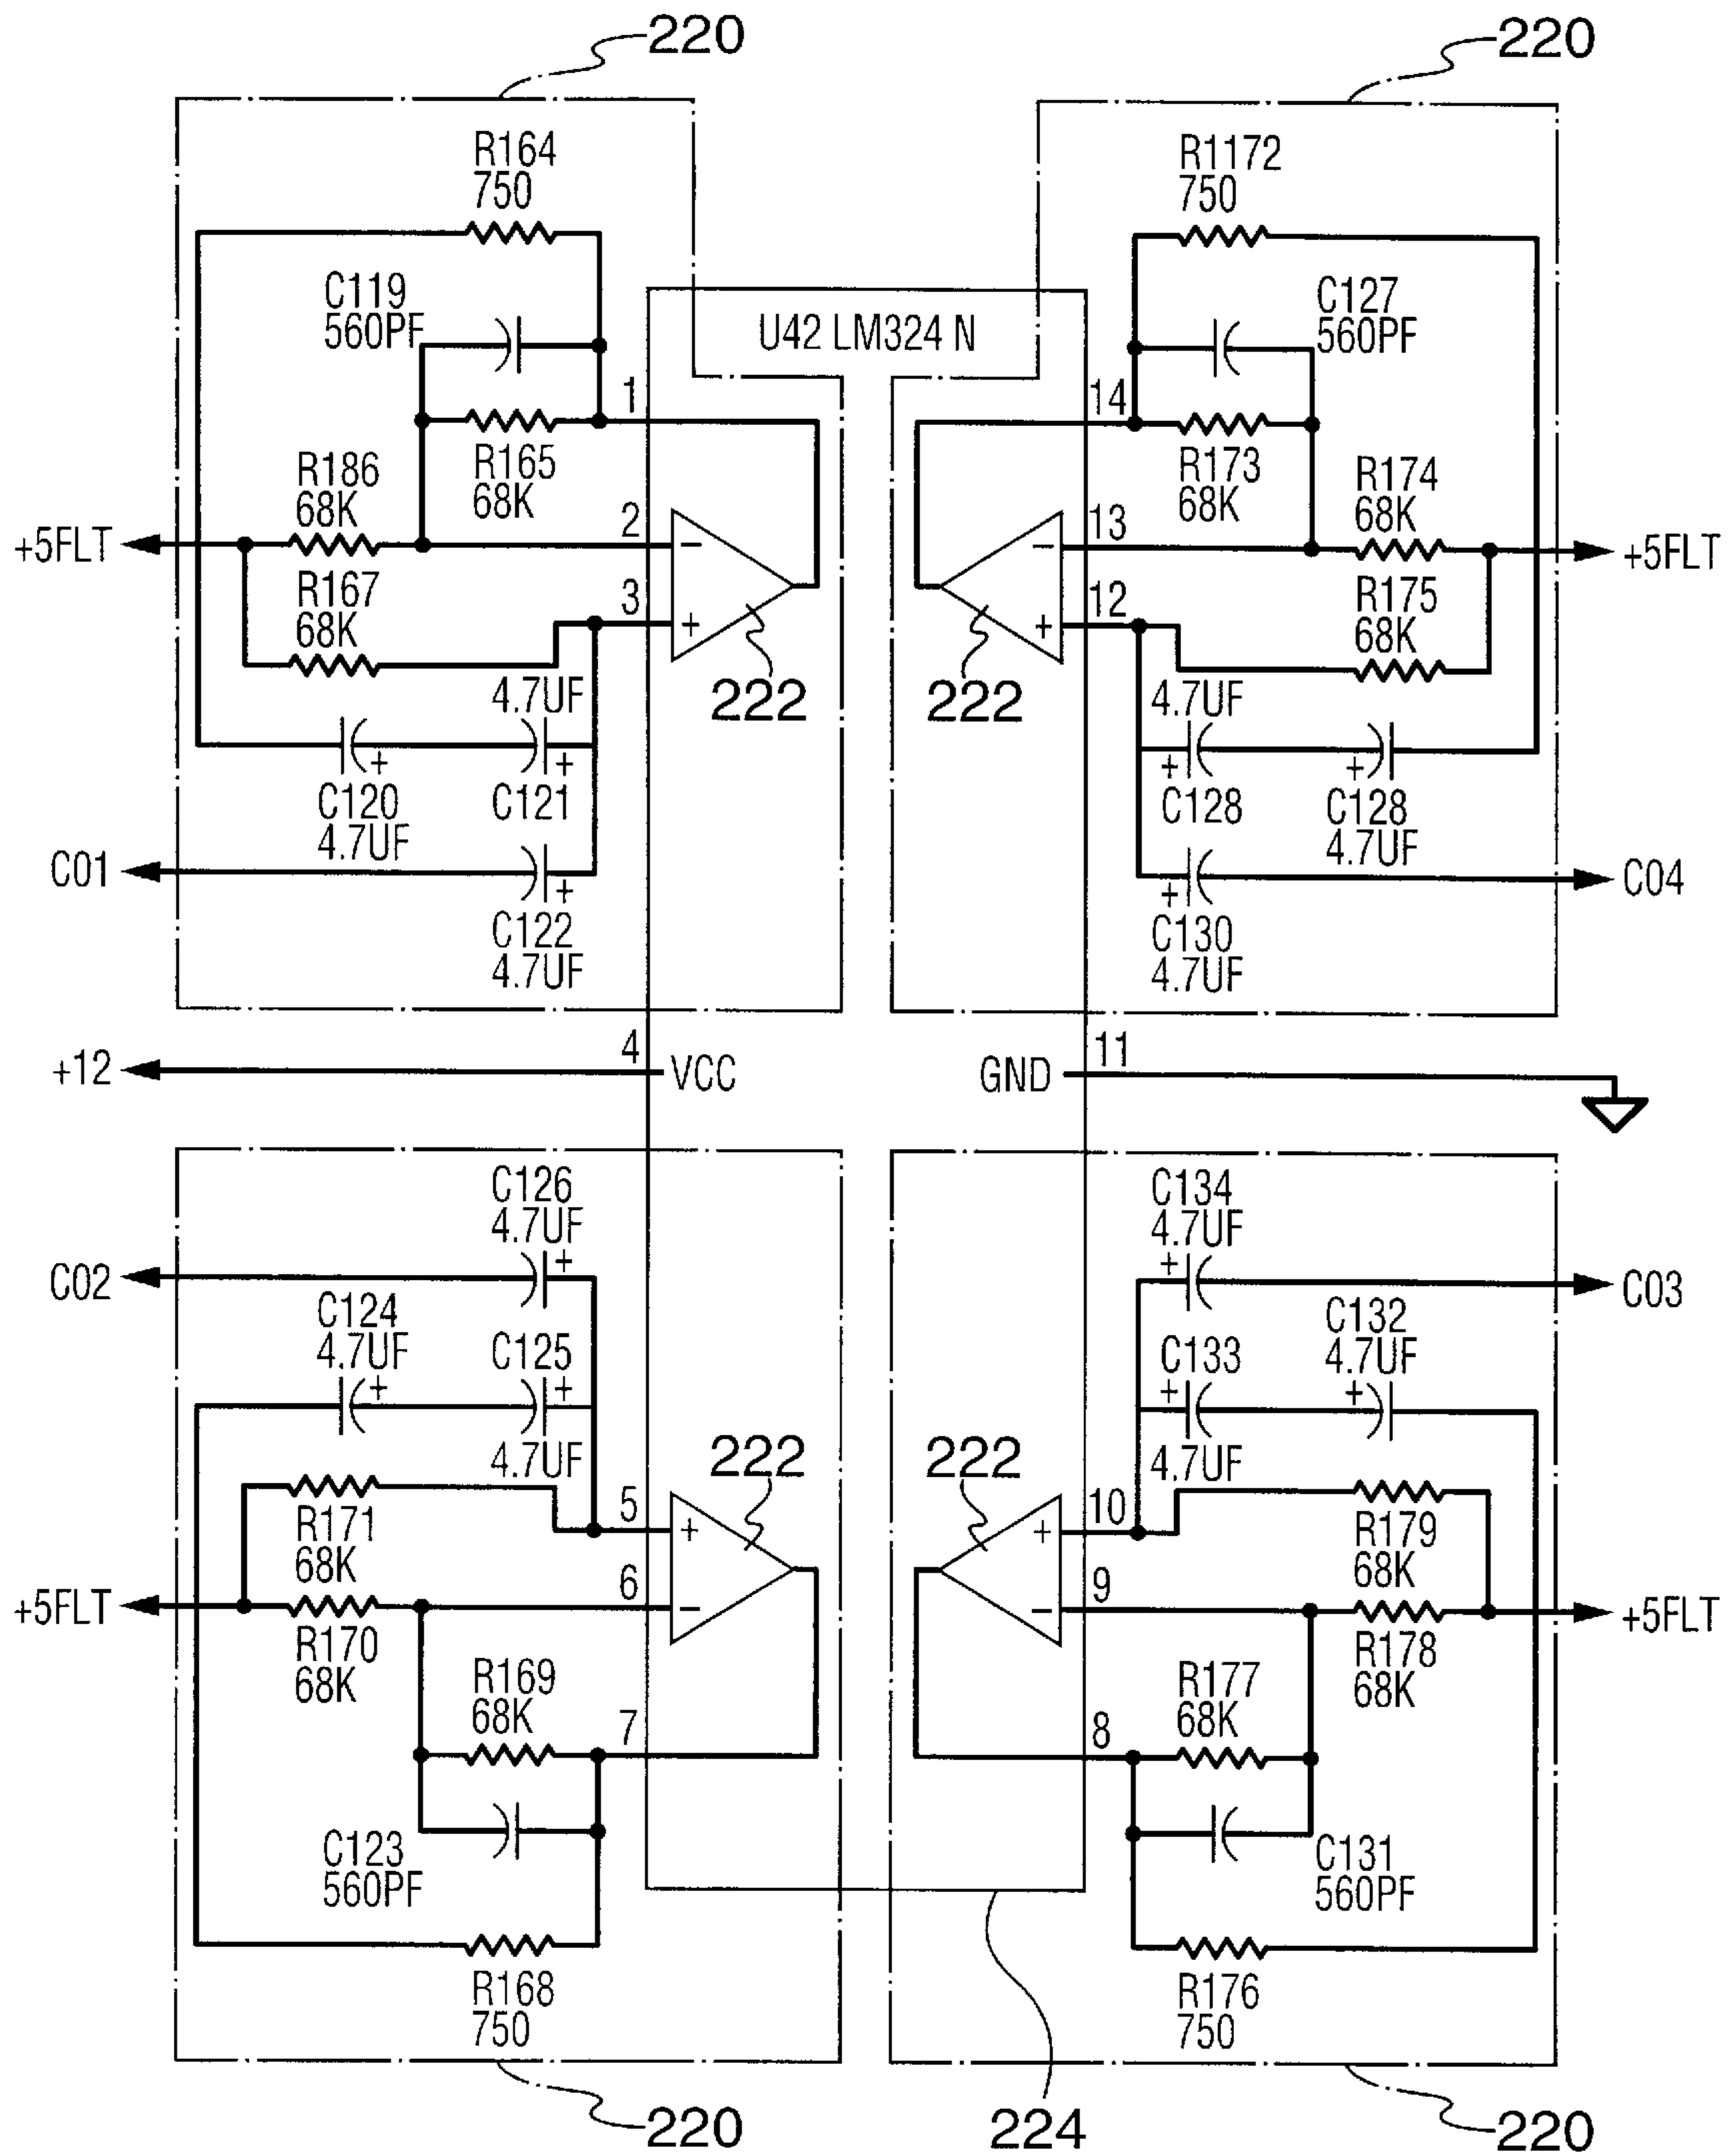 220
220
R164
750
R1172
750
C119
560PF
U42 LM324 N
C127
560PF
1
14
R186
68K
R165
68K
R173
68K
R174
68K
+5FLT
2
−
13
−
+5FLT
R167
68K
3
+
12
+
R175
68K
222
222
4.7UF
4.7UF
+
+
+
+
C120
4.7UF
C121
C128
C128
4.7UF
C01
+
+
C04
C122
4.7UF
C130
4.7UF
+12
4
VCC
GND
11
C126
4.7UF
C134
4.7UF
C02
+
+
C03
C124
4.7UF
C125
C133
C132
4.7UF
+
+
+
+
4.7UF
4.7UF
222
222
R171
68K
5
+
10
+
R179
68K
+5FLT
6
−
9
−
+5FLT
R170
68K
R169
68K
R177
68K
R178
68K
7
8
C123
560PF
C131
560PF
R168
750
R176
750
220
224
220